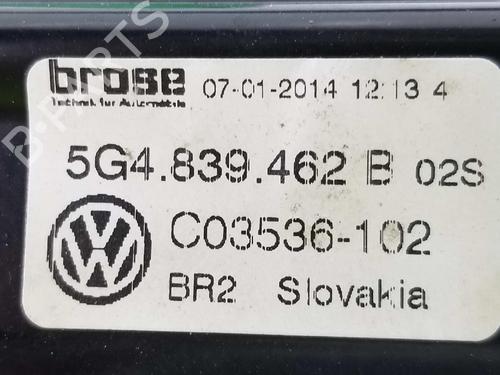 brose 07-01-2014 12:13 4
Technik für Automobile
5G4.839.462 B 02S
C03536-102
BR2 Slovakia
B-PARTS